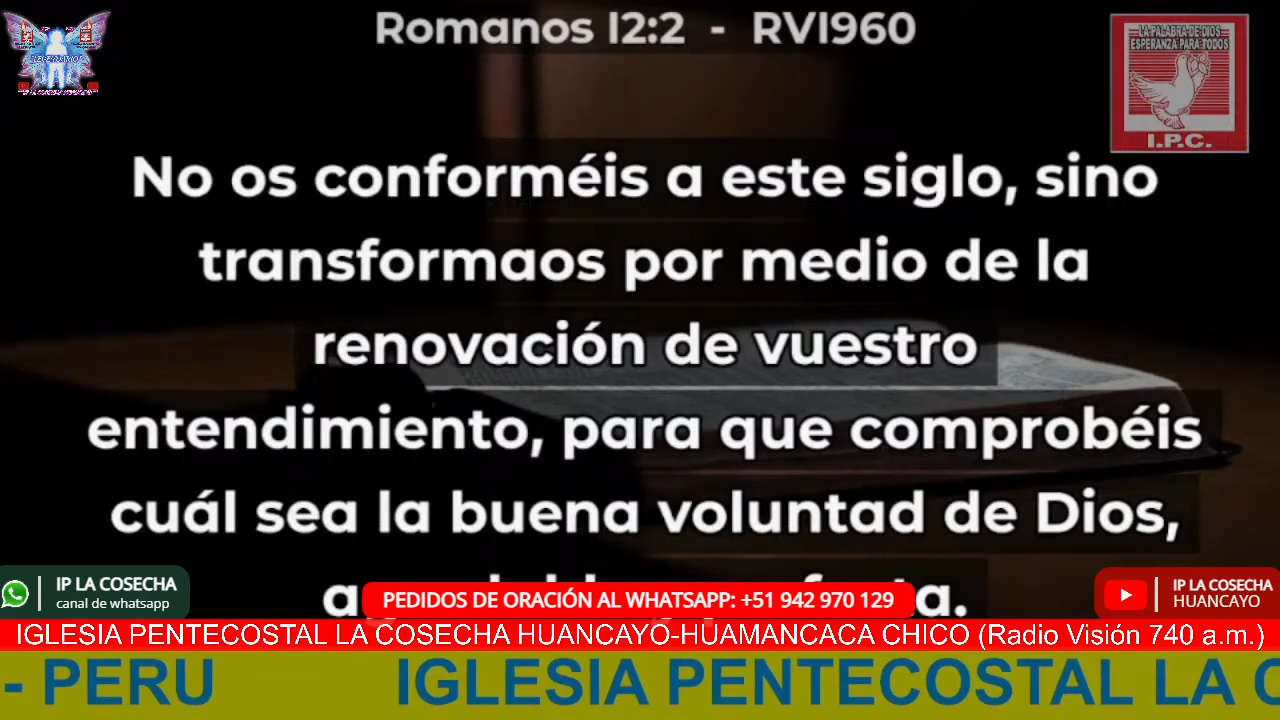 Romanos 12:2 - RV1960
LA PALABRA DE DIOS
ESPERANZA PARA TODOS
I.P.C.
No os conforméis a este siglo, sino
transformaos por medio de la
renovación de vuestro
entendimiento, para que comprobéis
cuál sea la buena voluntad de Dios,
IP LA COSECHA
canal de whatsapp
PEDIDOS DE ORACIÓN AL WHATSAPP: +51 942 970 129
IP LA COSECHA
HUANCAYO
IGLESIA PENTECOSTAL LA COSECHA HUANCAYO-HUAMANCACA CHICO (Radio Visión 740 a.m.)
- PERU IGLESIA PENTECOSTAL LA C